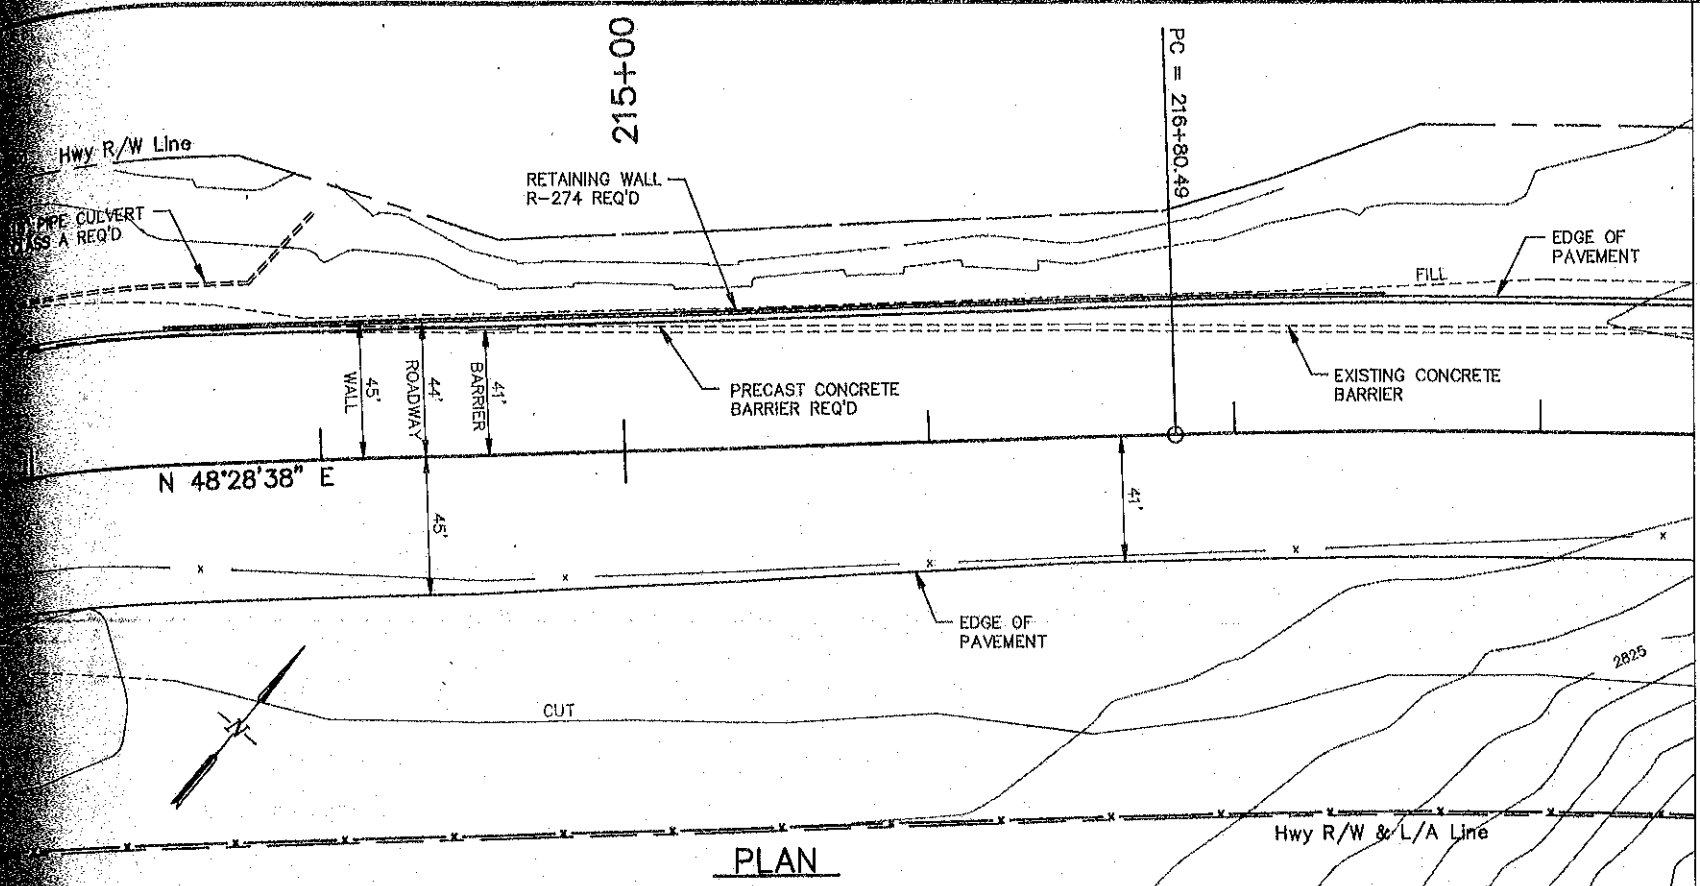 215+00
PC = 216+80.49
Hwy R/W Line
RETAINING WALL
R-274 REQ'D
PIPE CULVERT
CLASS A REQ'D
EDGE OF
PAVEMENT
FILL
45'
WALL
44'
ROADWAY
41'
BARRIER
PRECAST CONCRETE
BARRIER REQ'D
EXISTING CONCRETE
BARRIER
N 48°28'38" E
45'
41'
x x x x x
EDGE OF
PAVEMENT
2825
CUT
N
x x x x x x x x x x x x x x x x
Hwy R/W & L/A Line
PLAN